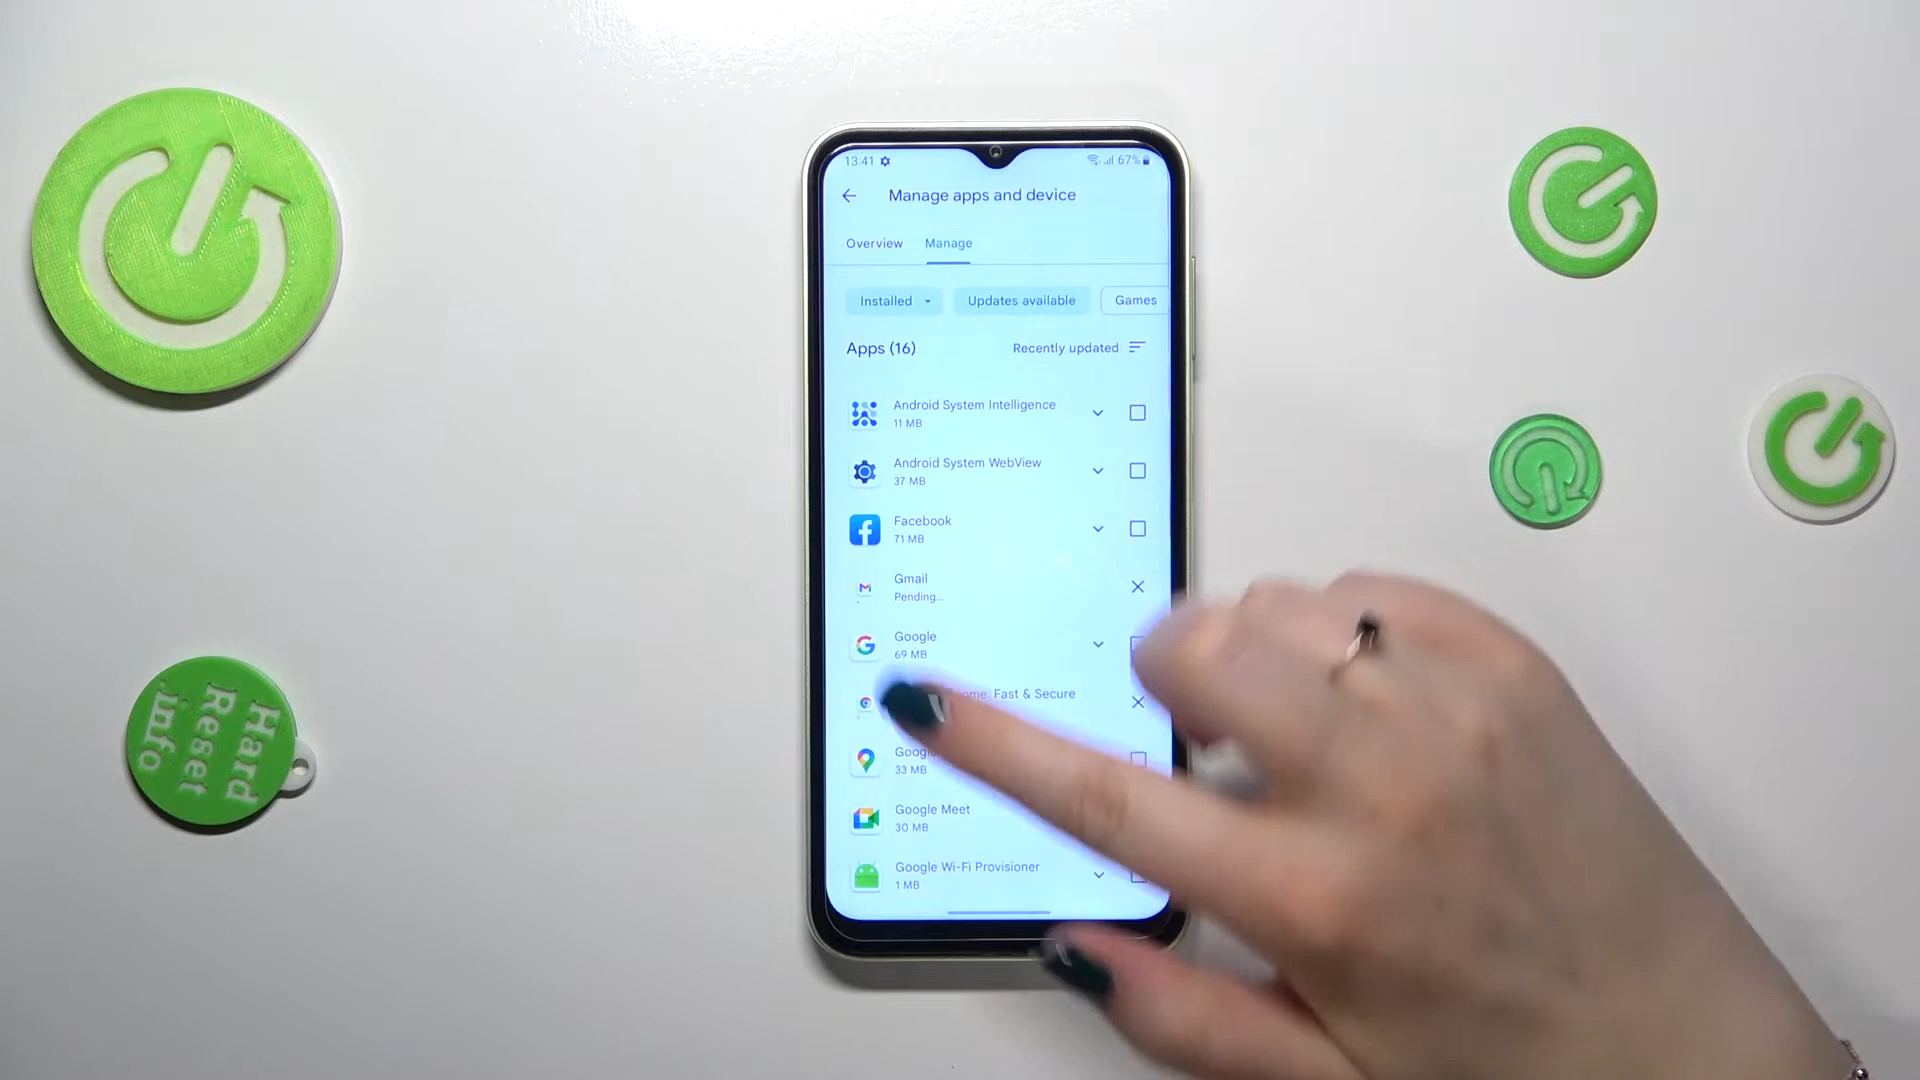 13:41
67%
Manage apps and device
Overview Manage
Installed Updates available Games
Apps (16) Recently updated
Android System Intelligence
11 MB
Android System WebView
37 MB
Facebook
71 MB
Gmail
Pending...
Google
69 MB
Fast & Secure
33 MB
Google Meet
30 MB
Google Wi-Fi Provisioner
1 MB
Hard
Reset
.info